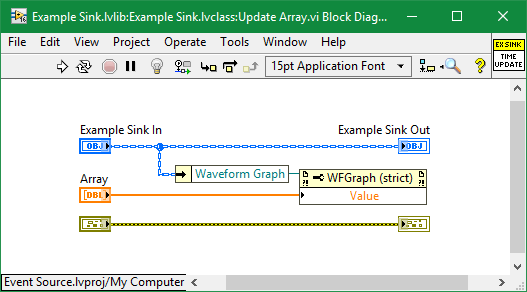 Example Sink.lvlib:Example Sink.lvclass:Update Array.vi Block Diag...
File Edit View Project Operate Tools Window
EX SINK
15pt Application Font
TIME
UPDATE
Example Sink In
Example Sink Out
OBJ
OBJ
Waveform Graph
WFGraph (strict)
Array
[DBL]
Value
Event Source.lvproj/My Computer